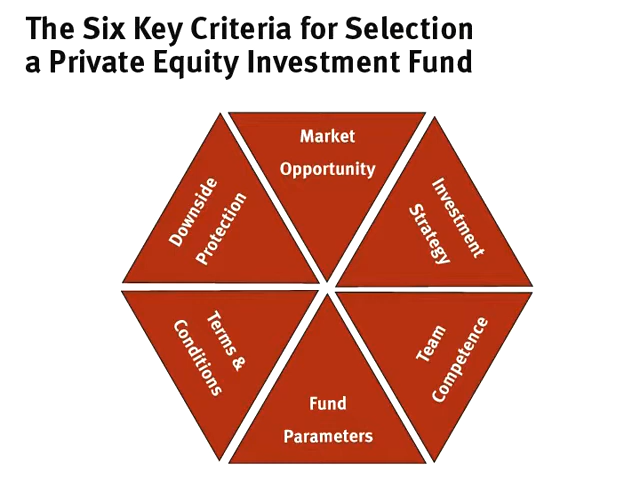 The Six Key Criteria for Selection
a Private Equity Investment Fund
Market
Opportunity
Investment
Strategy
Team
Competence
Fund
Parameters
Terms &
Conditions
Downside
Protection